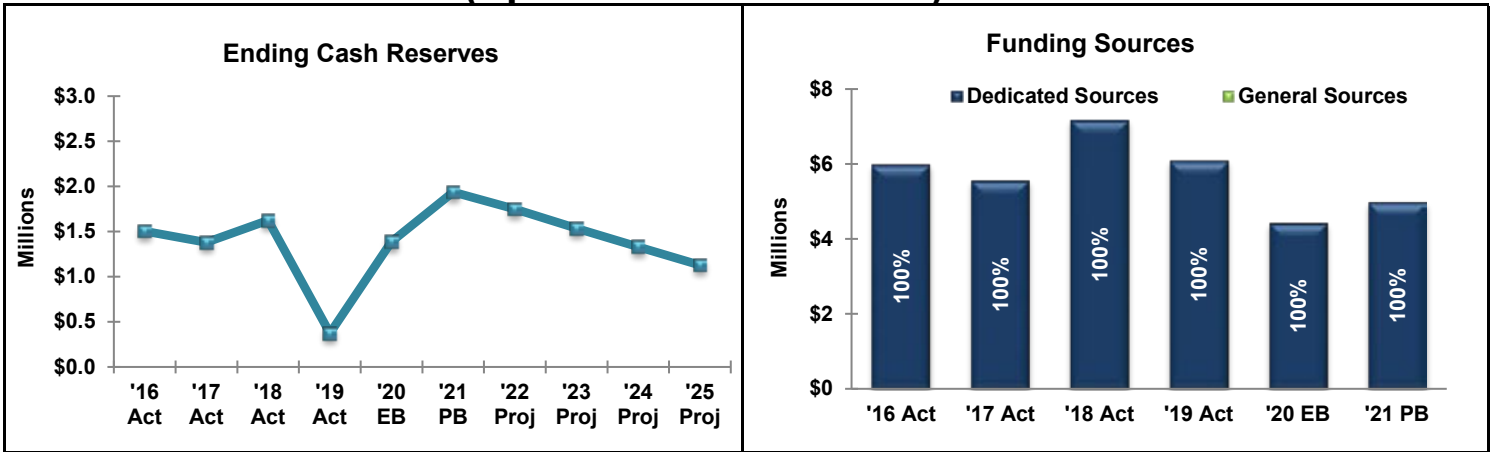 Ending Cash Reserves
$3.0
$2.5
$2.0
$1.5
$1.0
$0.5
$0.0
Millions
'16 '17 '18 '19 '20 '21 '22 '23 '24 '25
Act Act Act Act EB PB Proj Proj Proj Proj
Funding Sources
Dedicated Sources General Sources
$8
$6
$4
$2
$0
Millions
100% 100% 100% 100% 100% 100%
'16 Act '17 Act '18 Act '19 Act '20 EB '21 PB